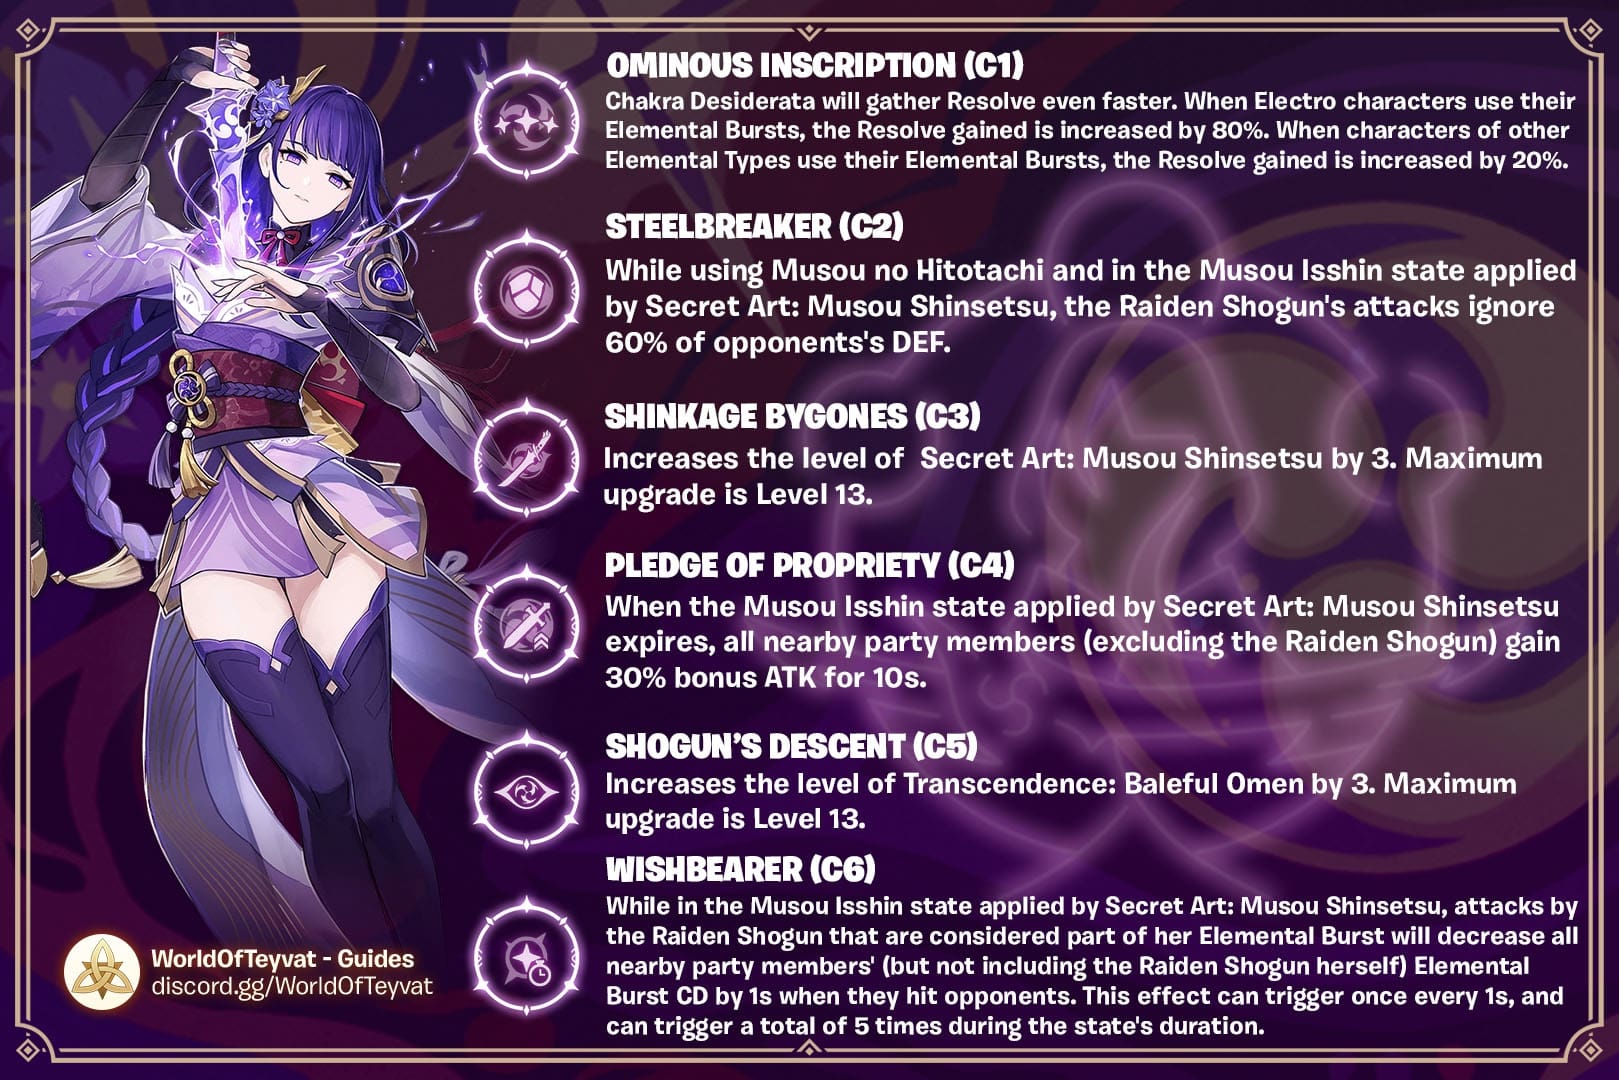 OMINOUS INSCRIPTION (C1)
Chakra Desiderata will gather Resolve even faster. When Electro characters use their
Elemental Bursts, the Resolve gained is increased by 80%. When characters of other
Elemental Types use their Elemental Bursts, the Resolve gained is increased by 20%.
STEELBREAKER (C2)
While using Musou no Hitotachi and in the Musou Isshin state applied
by Secret Art: Musou Shinsetsu, the Raiden Shogun's attacks ignore
60% of opponents's DEF.
SHINKAGE BYGONES (C3)
Increases the level of Secret Art: Musou Shinsetsu by 3. Maximum
upgrade is Level 13.
PLEDGE OF PROPRIETY (C4)
When the Musou Isshin state applied by Secret Art: Musou Shinsetsu
expires, all nearby party members (excluding the Raiden Shogun) gain
30% bonus ATK for 10s.
SHOGUN’S DESCENT (C5)
Increases the level of Transcendence: Baleful Omen by 3. Maximum
upgrade is Level 13.
WISHBEARER (C6)
While in the Musou Isshin state applied by Secret Art: Musou Shinsetsu, attacks by
the Raiden Shogun that are considered part of her Elemental Burst will decrease all
nearby party members' (but not including the Raiden Shogun herself) Elemental
Burst CD by 1s when they hit opponents. This effect can trigger once every 1s, and
can trigger a total of 5 times during the state's duration.
WorldOfTeyvat - Guides
discord.gg/WorldOfTeyvat